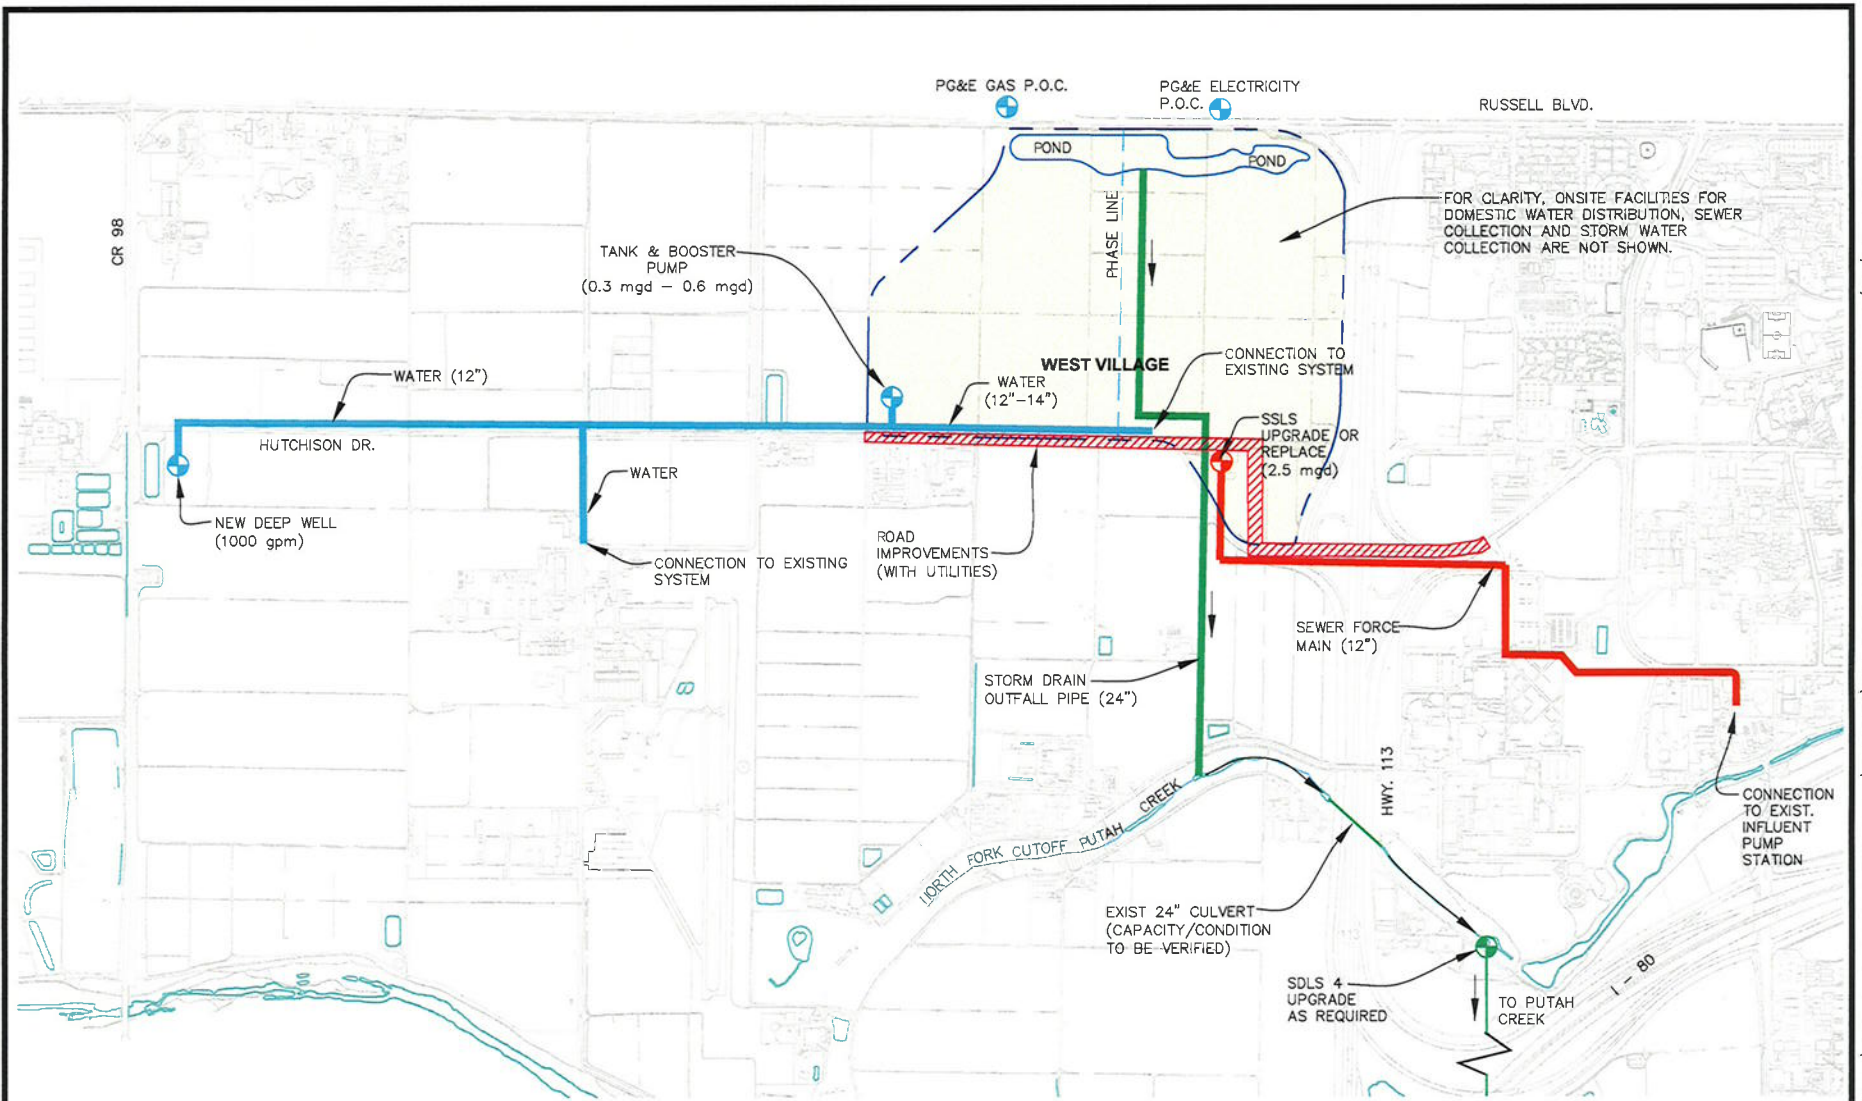 PG&E GAS P.O.C.
PG&E ELECTRICITY
P.O.C.
RUSSELL BLVD.
POND
POND
CR 98
PHASE LINE
FOR CLARITY, ONSITE FACILITIES FOR
DOMESTIC WATER DISTRIBUTION, SEWER
COLLECTION AND STORM WATER
COLLECTION ARE NOT SHOWN.
TANK & BOOSTER
PUMP
(0.3 mgd - 0.6 mgd)
WATER (12")
WEST VILLAGE
WATER
(12"-14")
CONNECTION TO
EXISTING SYSTEM
HUTCHISON DR.
SSLS
UPGRADE OR
REPLACE
(2.5 mgd)
WATER
NEW DEEP WELL
(1000 gpm)
CONNECTION TO EXISTING
SYSTEM
ROAD
IMPROVEMENTS
(WITH UTILITIES)
SEWER FORCE
MAIN (12")
STORM DRAIN
OUTFALL PIPE (24")
HWY. 113
NORTH FORK CUTOFF PUTAH CREEK
CONNECTION
TO EXIST.
INFLUENT
PUMP
STATION
EXIST 24" CULVERT
(CAPACITY/CONDITION
TO BE VERIFIED)
SDLS 4
UPGRADE
AS REQUIRED
TO PUTAH
CREEK
I - 80